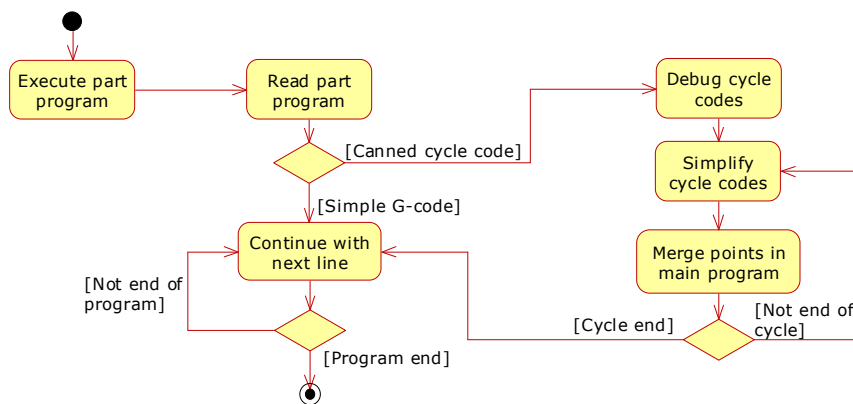 Execute part
program
Read part
program
Debug cycle
codes
[Canned cycle code]
Simplify
cycle codes
[Simple G-code]
Continue with
next line
Merge points in
main program
[Not end of
program]
[Cycle end]
[Not end of
cycle]
[Program end]